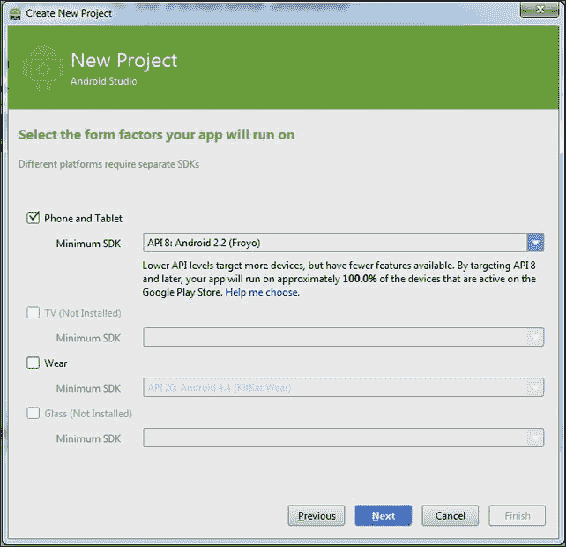 Create New Project
New Project
Android Studio
Select the form factors your app will run on
Different platforms require separate SDKs
Phone and Tablet
Minimum SDK
API 8: Android 2.2 (Froyo)
Lower API levels target more devices, but have fewer features available. By targeting API 8
and later, your app will run on approximately 100.0% of the devices that are active on the
Google Play Store. Help me choose.
TV (Not Installed)
Minimum SDK
Wear
Minimum SDK
API 20: Android 4.4 (KitKat Wear)
Glass (Not Installed)
Minimum SDK
Previous
Next
Cancel
Finish